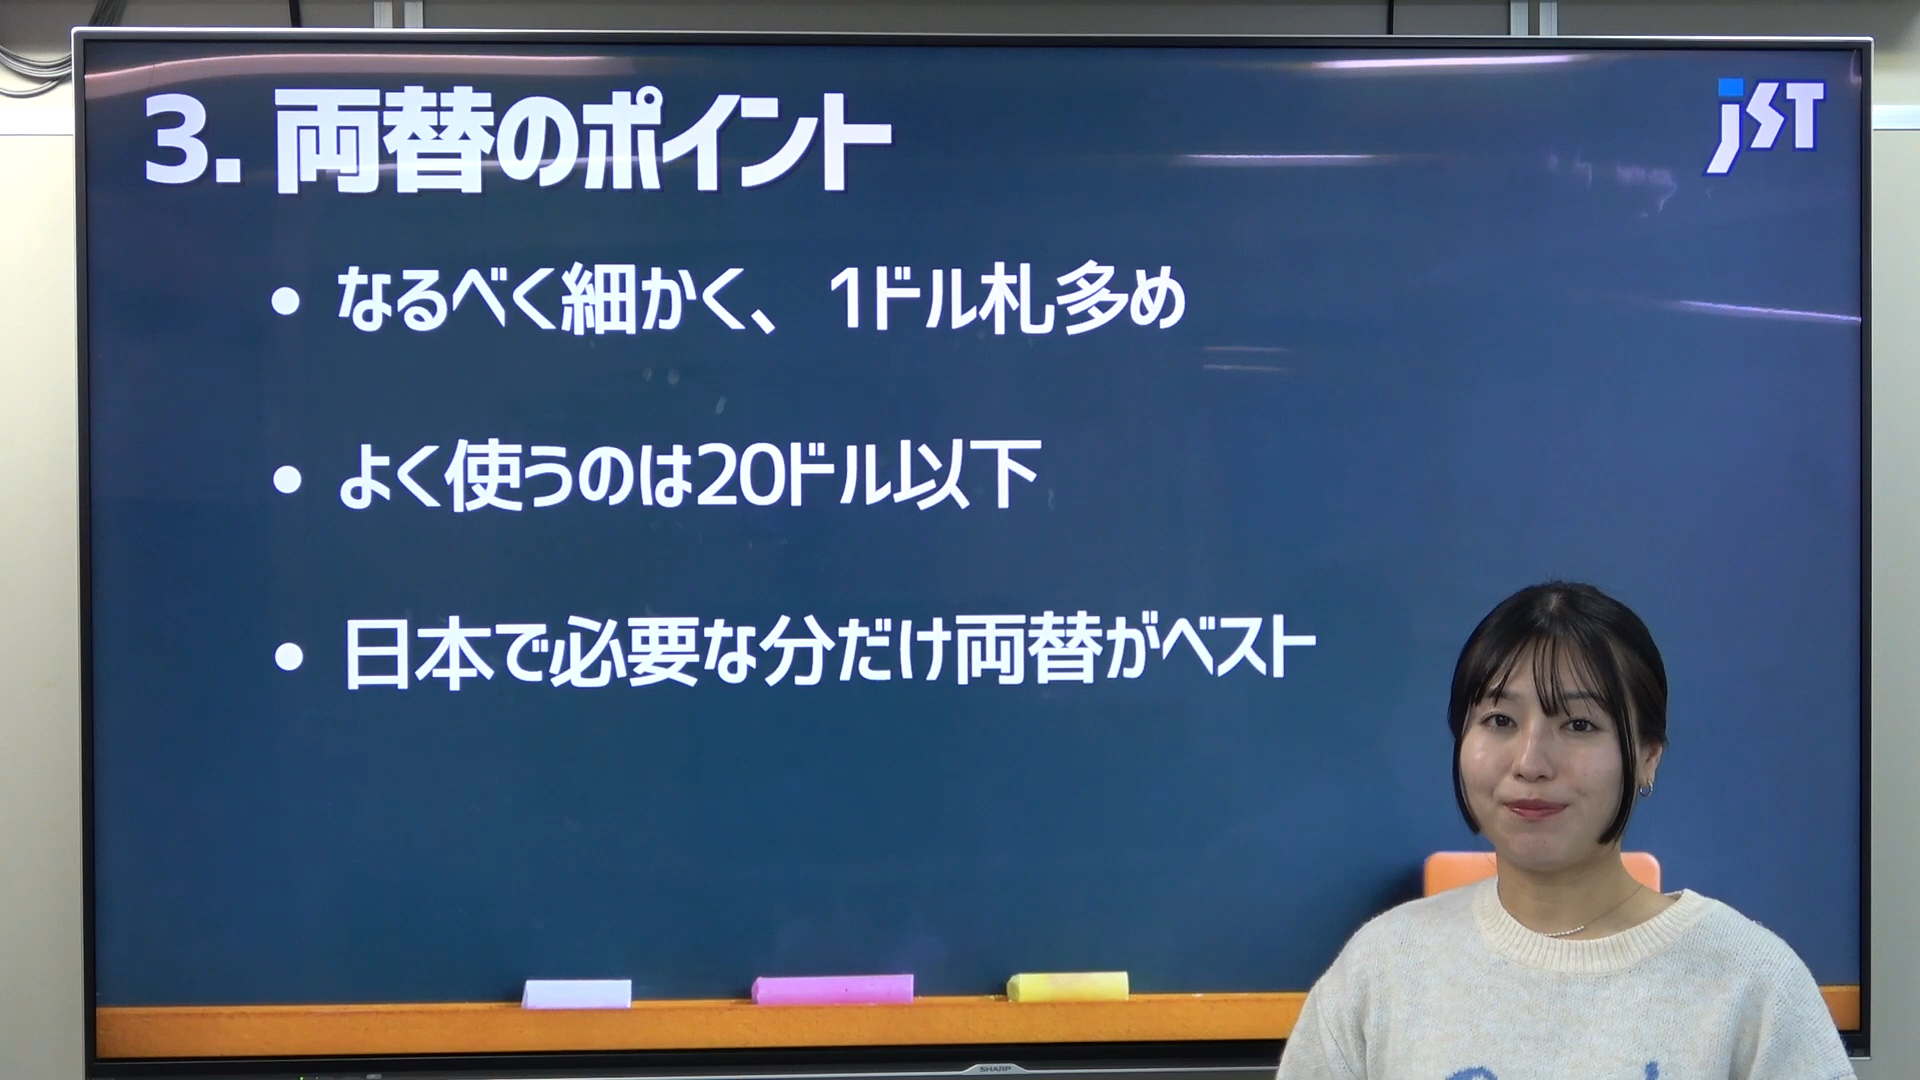 3. 両替のポイント
jST
• なるべく細かく、1ドル札多め
• よく使うのは20ドル以下
• 日本で必要な分だけ両替がベスト
SHARP